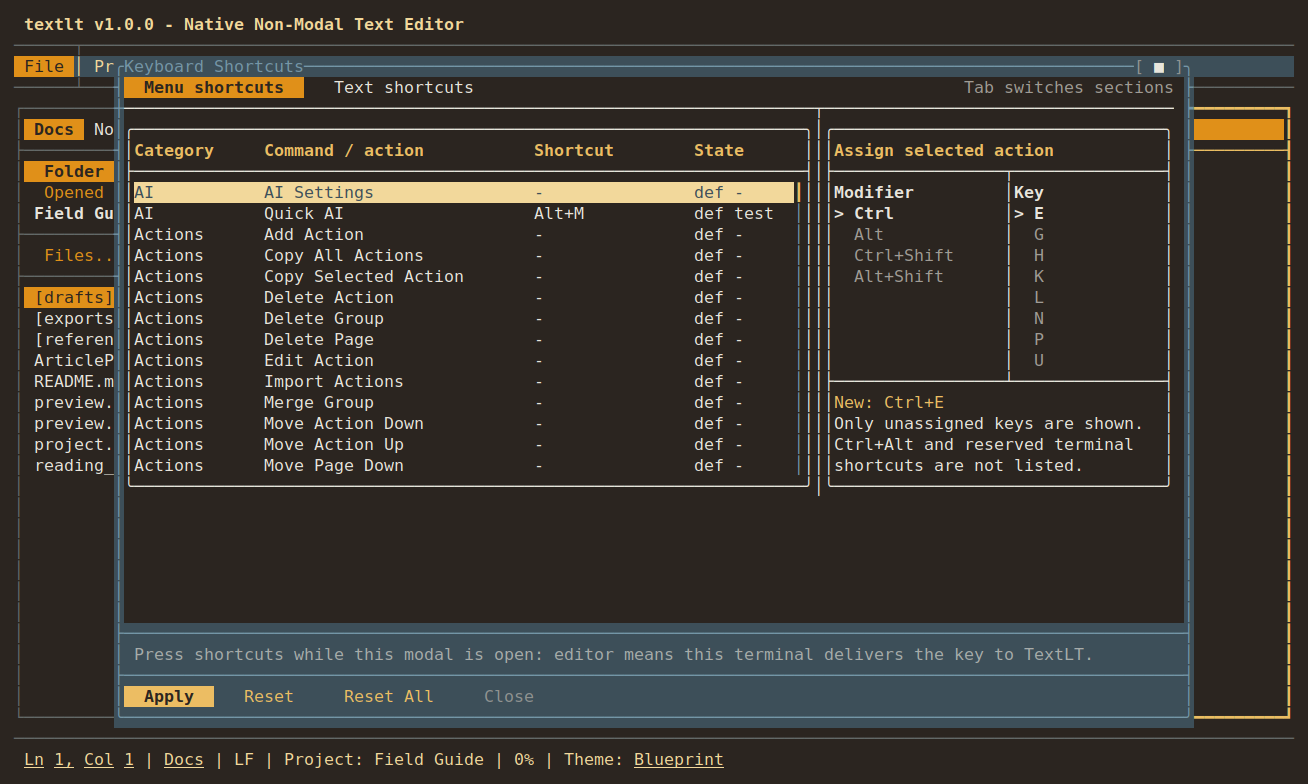 textlt v1.0.0 - Native Non-Modal Text Editor
File Pr Keyboard Shortcuts [ ■ ]
Menu shortcuts Text shortcuts Tab switches sections
Docs No
Category Command / action Shortcut State Assign selected action
Folder
Opened AI AI Settings - def - Modifier Key
Field Gu AI Quick AI Alt+M def test > Ctrl > E
Actions Add Action - def - Alt G
Files.. Actions Copy All Actions - def - Ctrl+Shift H
Actions Copy Selected Action - def - Alt+Shift K
[drafts] Actions Delete Action - def - L
[exports Actions Delete Group - def - N
[referen Actions Delete Page - def - P
ArticleP Actions Edit Action - def - U
README.m Actions Import Actions - def -
preview. Actions Merge Group - def - New: Ctrl+E
preview. Actions Move Action Down - def - Only unassigned keys are shown.
project. Actions Move Action Up - def - Ctrl+Alt and reserved terminal
reading_ Actions Move Page Down - def - shortcuts are not listed.
Press shortcuts while this modal is open: editor means this terminal delivers the key to TextLT.
Apply Reset Reset All Close
Ln 1, Col 1 | Docs | LF | Project: Field Guide | 0% | Theme: Blueprint